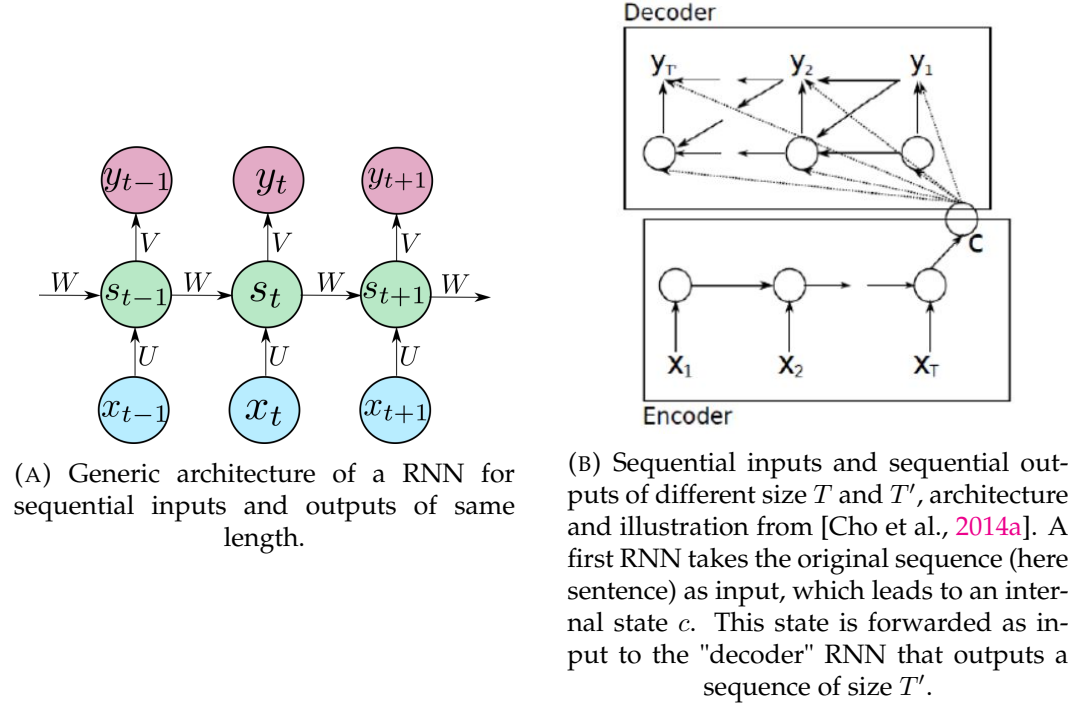 y_{t−1} y_t y_{t+1}
V V V
W W W W
s_{t−1} s_t s_{t+1}
U U U
x_{t−1} x_t x_{t+1}
(A) Generic architecture of a RNN for
sequential inputs and outputs of same
length.
Decoder
y_{T'} y_2 y_1
c
x_1 x_2 x_T
Encoder
(B) Sequential inputs and sequential out-
puts of different size T and T′, architecture
and illustration from [Cho et al., 2014a]. A
first RNN takes the original sequence (here
sentence) as input, which leads to an inter-
nal state c. This state is forwarded as in-
put to the "decoder" RNN that outputs a
sequence of size T′.